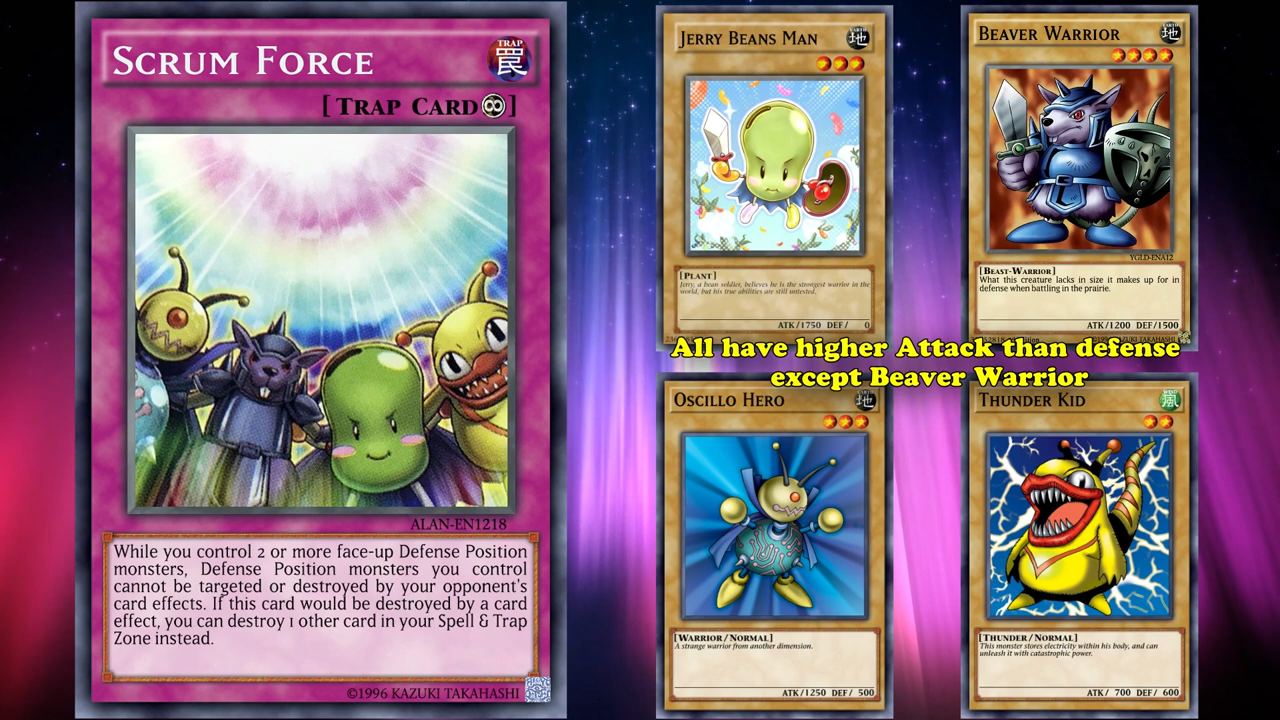 SCRUM FORCE
TRAP
罠
[TRAP CARD]
ALAN-EN1218
While you control 2 or more face-up Defense Position
monsters, Defense Position monsters you control
cannot be targeted or destroyed by your opponent's
card effects. If this card would be destroyed by a card
effect, you can destroy 1 other card in your Spell & Trap
Zone instead.
©1996 KAZUKI TAKAHASHI
JERRY BEANS MAN
EARTH
地
[PLANT]
Jerry, a bean soldier, believes he is the strongest warrior in the
world, but his true abilities are still untested.
ATK/1750 DEF/ 0
BEAVER WARRIOR
EARTH
地
YGLD-ENA12
[BEAST-WARRIOR]
What this creature lacks in size it makes up for in
defense when battling in the prairie.
ATK/1200 DEF/1500
All have higher Attack than defense
except Beaver Warrior
OSCILLO HERO
地
[WARRIOR/NORMAL]
A strange warrior from another dimension.
ATK/1250 DEF/ 500
THUNDER KID
WIND
風
[THUNDER/NORMAL]
This monster stores electricity within his body, and can
unleash it with catastrophic power.
ATK/ 700 DEF/ 600